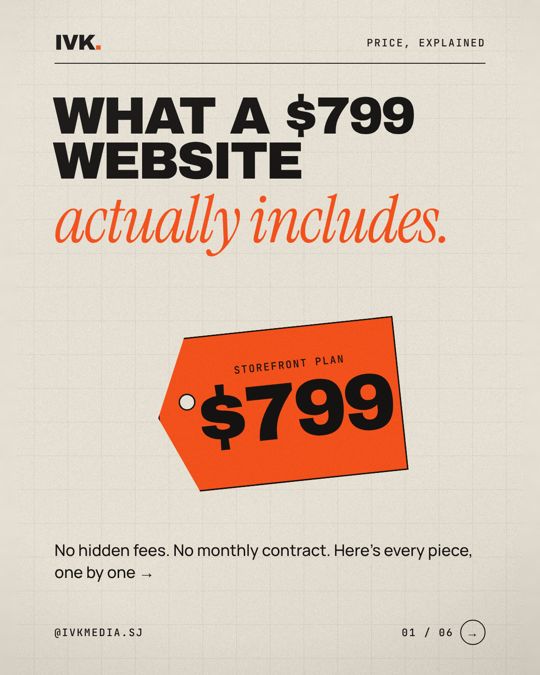 IVK.
PRICE, EXPLAINED
WHAT A $799
WEBSITE
actually includes.
STOREFRONT PLAN
$799
No hidden fees. No monthly contract. Here's every piece,
one by one →
@IVKMEDIA.SJ
01 / 06 →